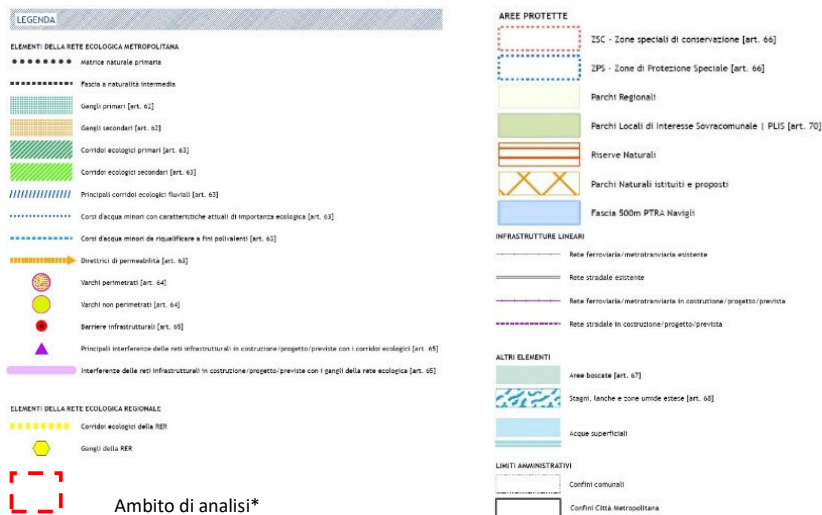 LEGENDA
ELEMENTI DELLA RETE ECOLOGICA METROPOLITANA
Matrice naturale primaria
Fascia a naturalità intermedia
Gangli primari [art. 62]
Gangli secondari [art. 62]
Corridoi ecologici primari [art. 63]
Corridoi ecologici secondari [art. 63]
Principali corridoi ecologici fluviali [art. 63]
Corsi d'acqua minori con caratteristiche attuali di importanza ecologica [art. 63]
Corsi d'acqua minori da riqualificare a fini polivalenti [art. 63]
Direttrici di permeabilità [art. 63]
Varchi perimetrati [art. 64]
Varchi non perimetrati [art. 64]
Barriere infrastrutturali [art. 65]
Principali interferenze delle reti infrastrutturali in costruzione/progetto/previste con i corridoi ecologici [art. 65]
Interferenze delle reti infrastrutturali in costruzione/progetto/previste con i gangli della rete ecologica [art. 65]
ELEMENTI DELLA RETE ECOLOGICA REGIONALE
Corridoi ecologici della RER
Gangli della RER
Ambito di analisi*
AREE PROTETTE
ZSC - Zone speciali di conservazione [art. 66]
ZPS - Zone di Protezione Speciale [art. 66]
Parchi Regionali
Parchi Locali di Interesse Sovracomunale | PLIS [art. 70]
Riserve Naturali
Parchi Naturali istituiti e proposti
Fascia 500m PTRA Navigli
INFRASTRUTTURE LINEARI
Rete ferroviaria/metrotranviaria esistente
Rete stradale esistente
Rete ferroviaria/metrotranviaria in costruzione/progetto/prevista
Rete stradale in costruzione/progetto/prevista
ALTRI ELEMENTI
Aree boscate [art. 67]
Stagni, lanche e zone umide estese [art. 68]
Acque superficiali
LIMITI AMMINISTRATIVI
Confini comunali
Confini Città Metropolitana